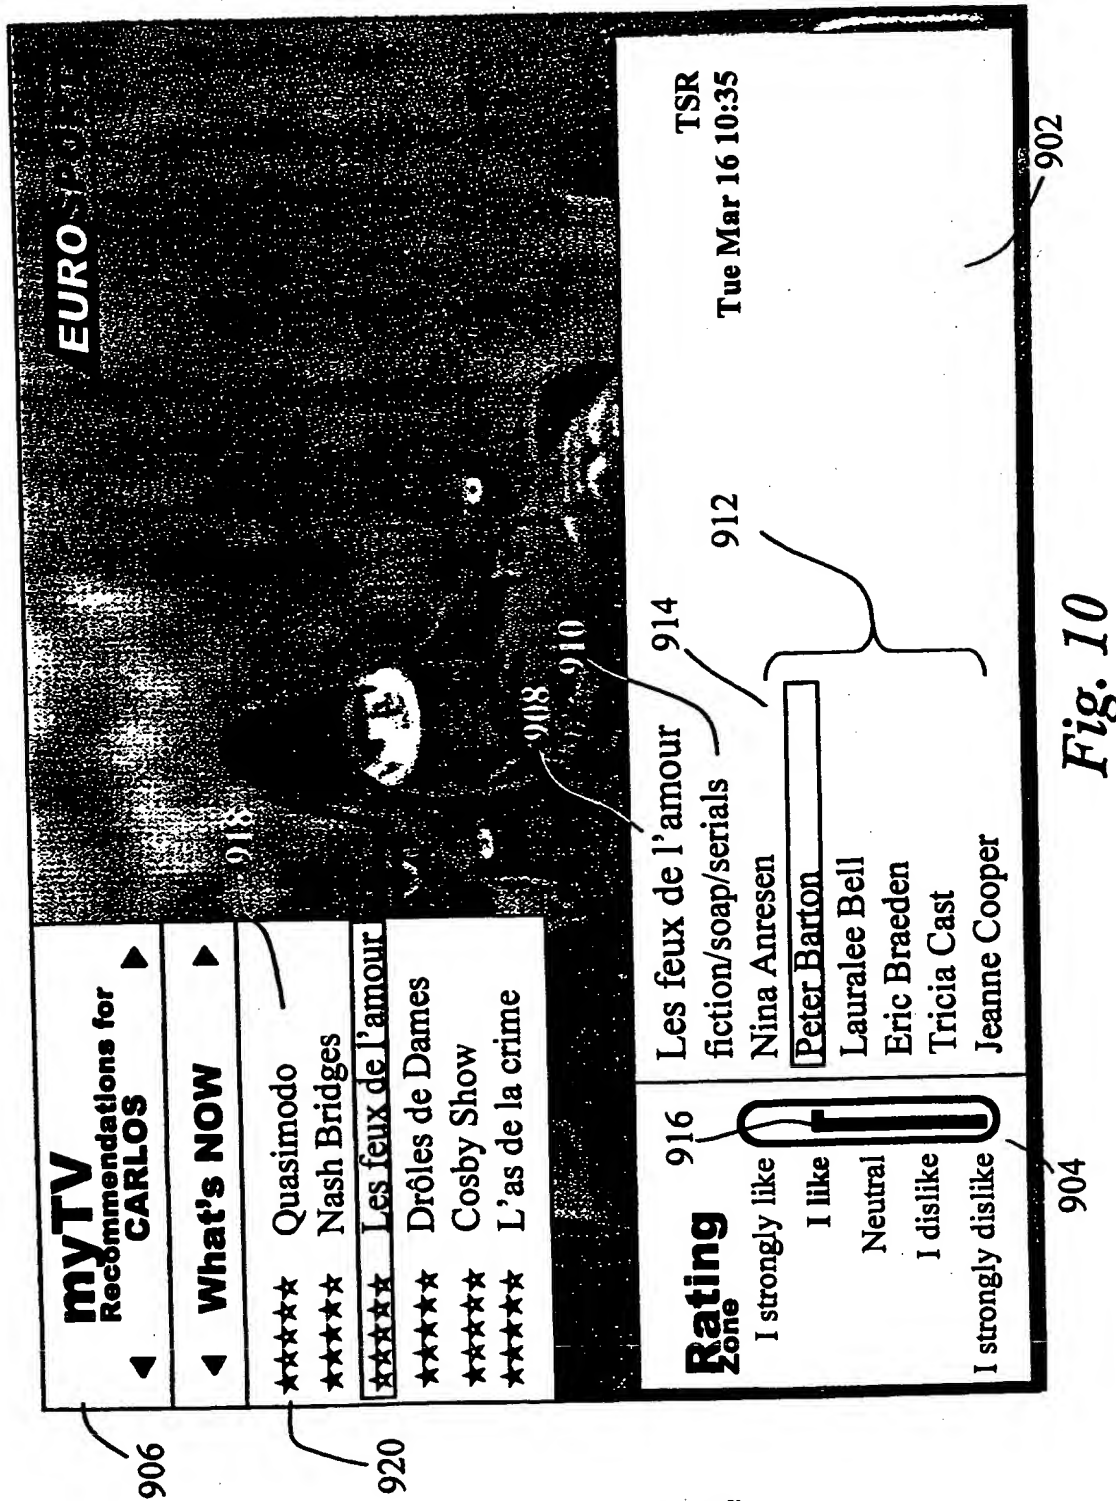 myTV
Recommendations for
CARLOS
What's NOW
★★★★★ Quasimodo
★★★★★ Nash Bridges
★★★★★ Les feux de l'amour
★★★★★ Drôles de Dames
★★★★★ Cosby Show
★★★★★ L'as de la crime
EUROSPORT
906
920
918
908
910
Rating
Zone
I strongly like
I like
Neutral
I dislike
I strongly dislike
916
904
Les feux de l'amour
fiction/soap/serials
Nina Anresen
Peter Barton
Lauralee Bell
Eric Braeden
Tricia Cast
Jeanne Cooper
914
912
TSR
Tue Mar 16 10:35
902
Fig. 10